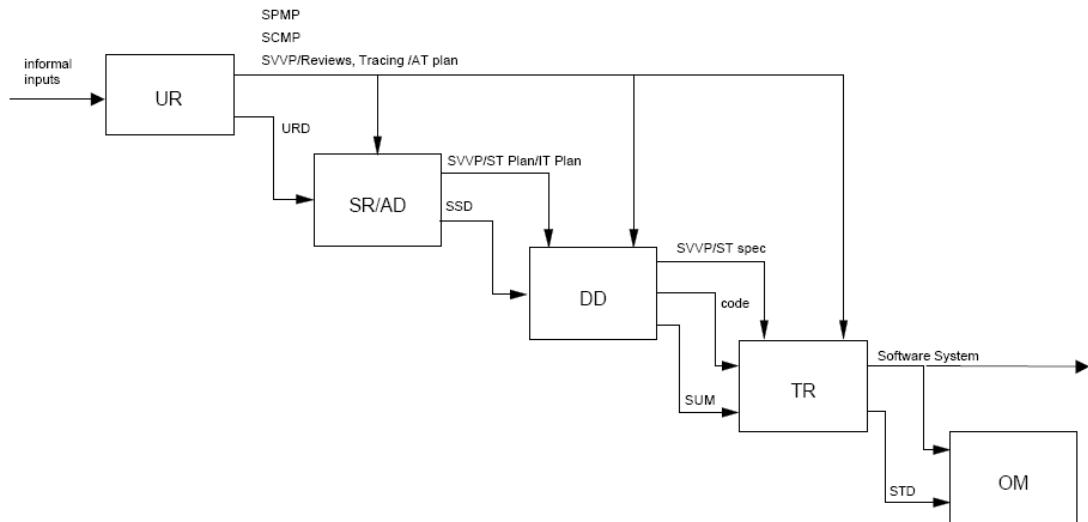 SPMP
SCMP
SVVP/Reviews, Tracing /AT plan
informal
inputs
UR
URD
SVVP/ST Plan/IT Plan
SR/AD
SSD
SVVP/ST spec
DD
code
Software System
TR
SUM
OM
STD